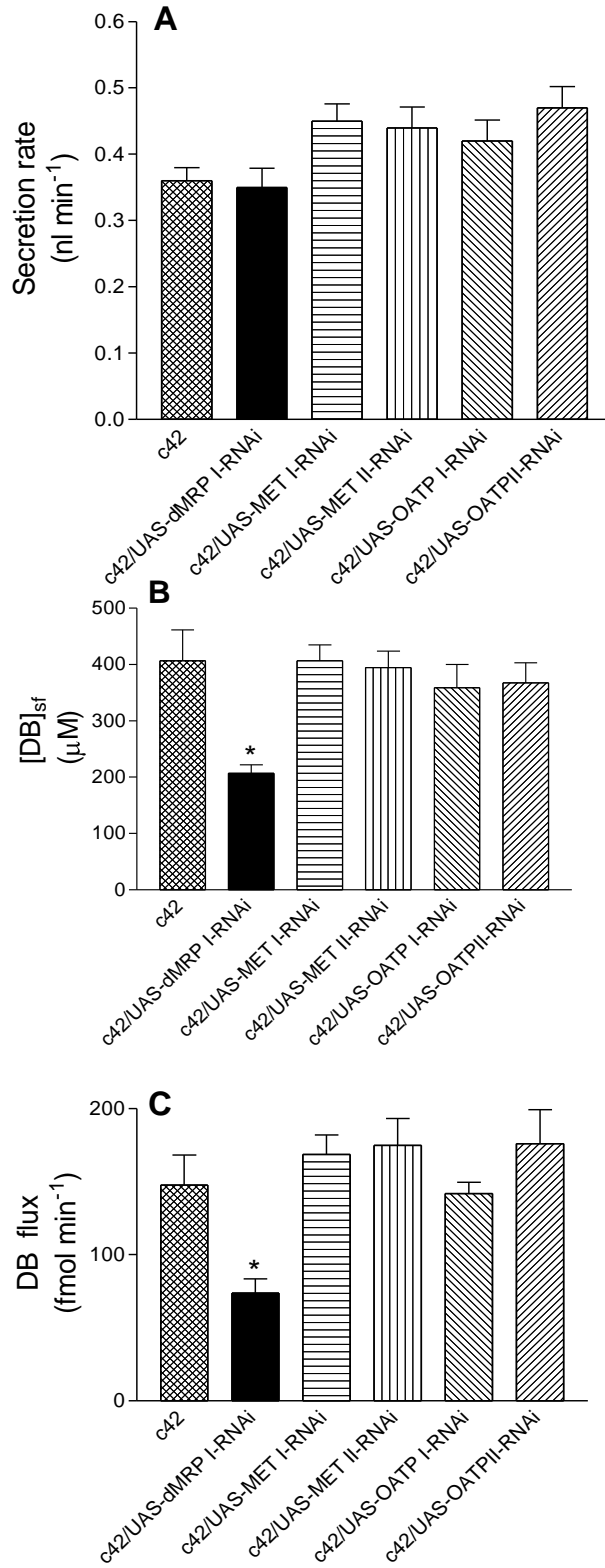 A
Secretion rate
(nl min-1)
0.6
0.5
0.4
0.3
0.2
0.1
0.0
c42
c42/UAS-dMRP I-RNAi
c42/UAS-MET I-RNAi
c42/UAS-MET II-RNAi
c42/UAS-OATP I-RNAi
c42/UAS-OATPII-RNAi
B
[DB]sf
(µM)
500
400
300
200
100
0
*
c42
c42/UAS-dMRP I-RNAi
c42/UAS-MET I-RNAi
c42/UAS-MET II-RNAi
c42/UAS-OATP I-RNAi
c42/UAS-OATPII-RNAi
C
DB flux
(fmol min-1)
200
100
0
*
c42
c42/UAS-dMRP I-RNAi
c42/UAS-MET I-RNAi
c42/UAS-MET II-RNAi
c42/UAS-OATP I-RNAi
c42/UAS-OATPII-RNAi